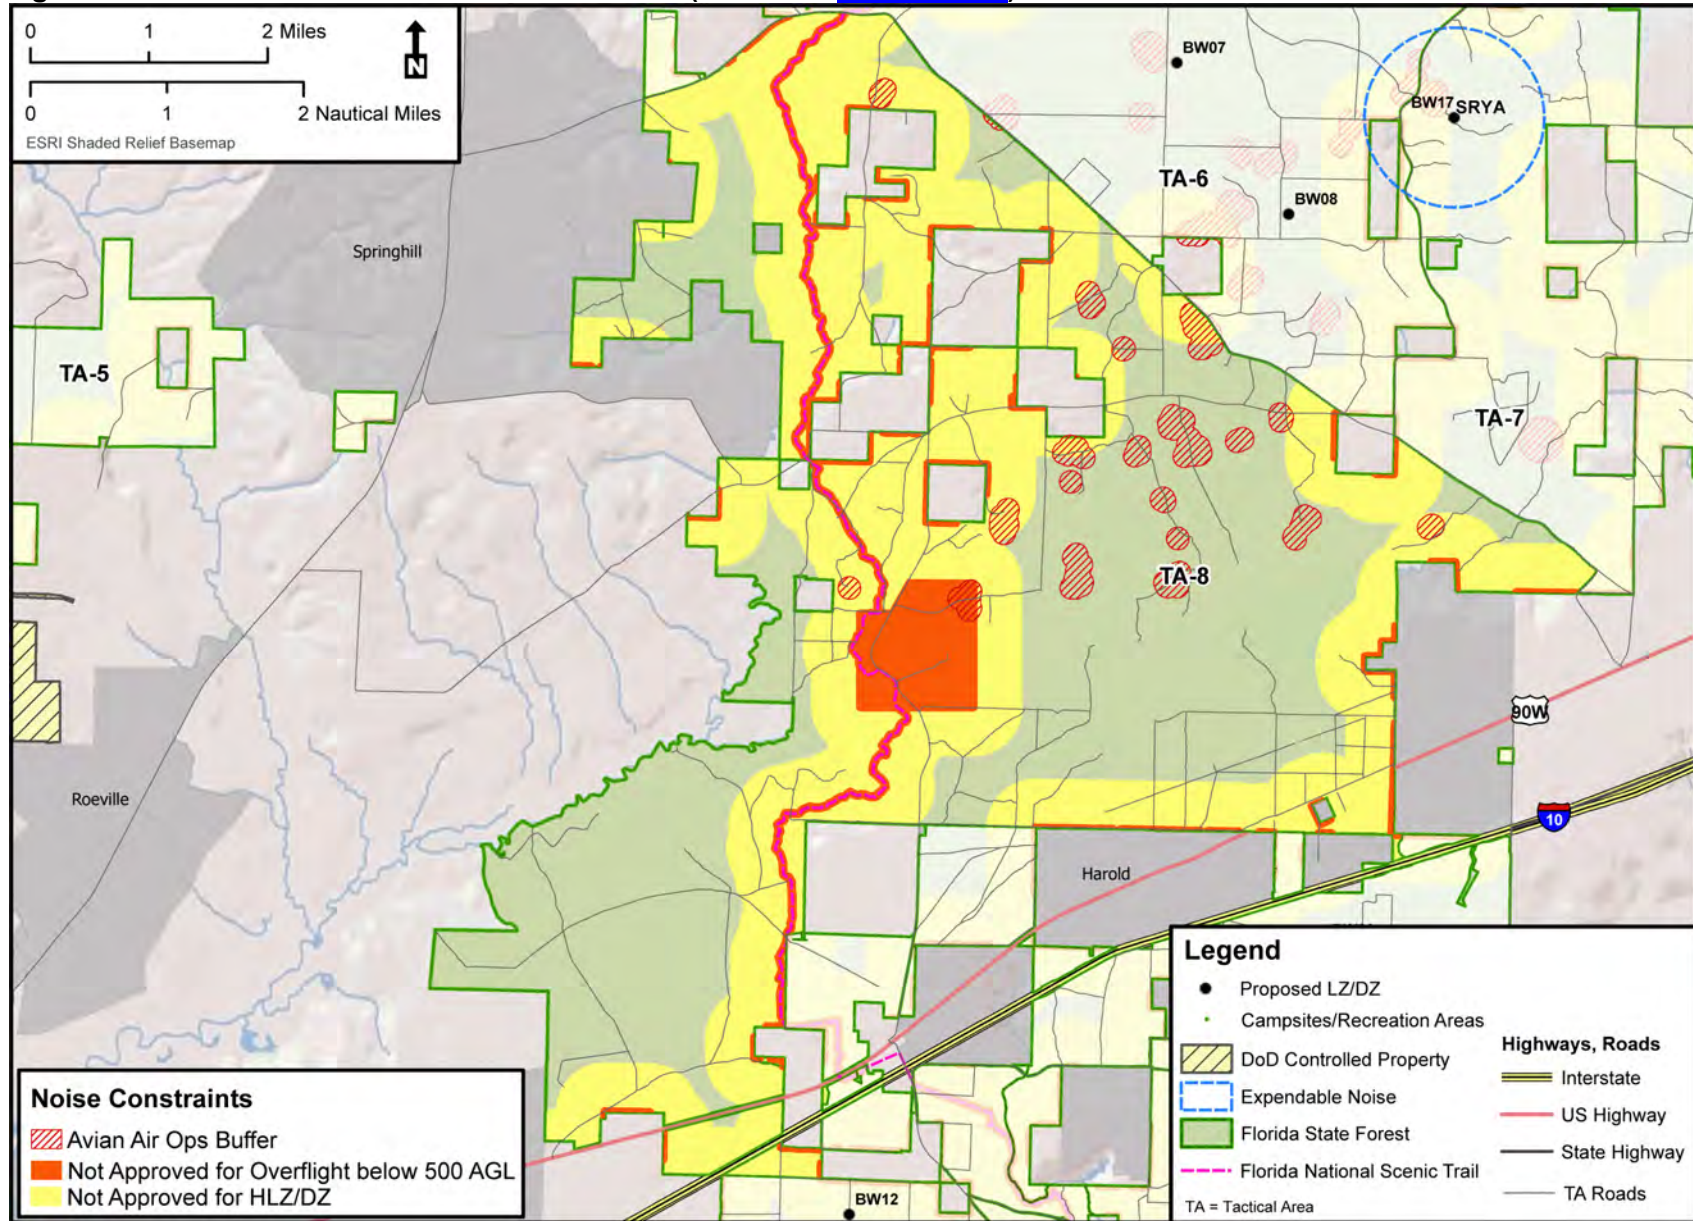 0 1 2 Miles
N
0 1 2 Nautical Miles
ESRI Shaded Relief Basemap
BW07
BW17
SRYA
TA-6
BW08
Springhill
TA-5
TA-7
TA-8
90W
Roeville
10
Harold
BW12
Noise Constraints
Avian Air Ops Buffer
Not Approved for Overflight below 500 AGL
Not Approved for HLZ/DZ
Legend
Proposed LZ/DZ
Campsites/Recreation Areas
DoD Controlled Property
Expendable Noise
Florida State Forest
Florida National Scenic Trail
TA = Tactical Area
Highways, Roads
Interstate
US Highway
State Highway
TA Roads